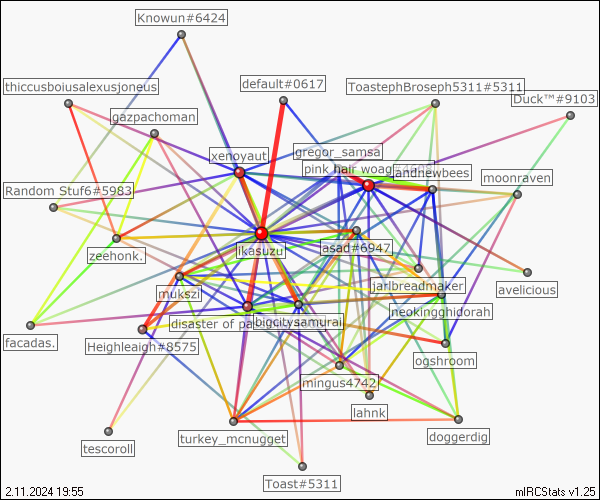 Knowun#6424
thiccusboiusalexusjoneus
default#0617
ToastephBroseph5311#5311
Duck™#9103
gazpachoman
xenoyaut
gregor_samsa
pink hair woag
landnewbees
moonraven
Random Stuf6#5983
zeehonk.
ikasuzu
asad#6947
mukszi
jarlbreadmaker
avelicious
disaster of
bigcitysamurai
neokingghidorah
facadas.
Heighleaigh#8575
ogshroom
mingus4742
lahnk
tescoroll
turkey_mcnugget
doggerdig
Toast#5311
2.11.2024 19:55
mIRCStats v1.25